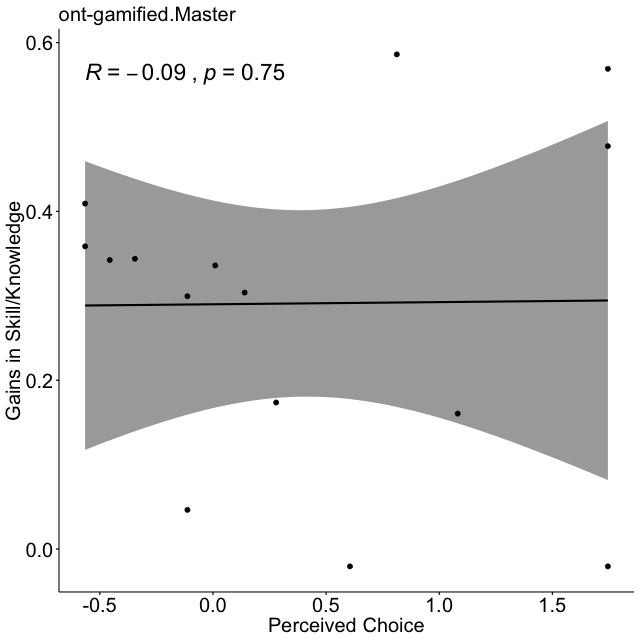 ont-gamified.Master
R = −0.09 , p = 0.75
Gains in Skill/Knowledge
0.6
0.4
0.2
0.0
-0.5 0.0 0.5 1.0 1.5
Perceived Choice